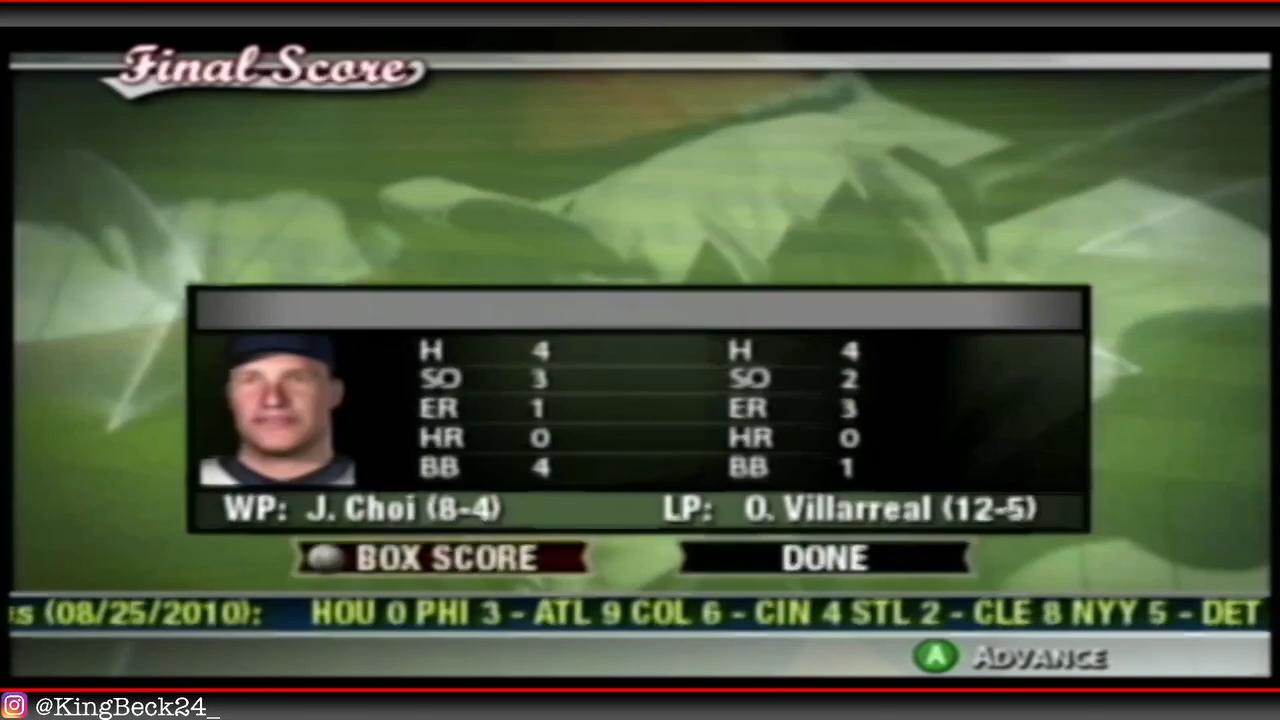 Final Score
H 4 H 4
SO 3 SO 2
ER 1 ER 3
HR 0 HR 0
BB 4 BB 1
WP: J. Choi (8-4) LP: O. Villarreal (12-5)
BOX SCORE DONE
s (08/25/2010): HOU 0 PHI 3 - ATL 9 COL 6 - CIN 4 STL 2 - CLE 8 NYY 5 - DET
A ADVANCE
@KingBeck24_